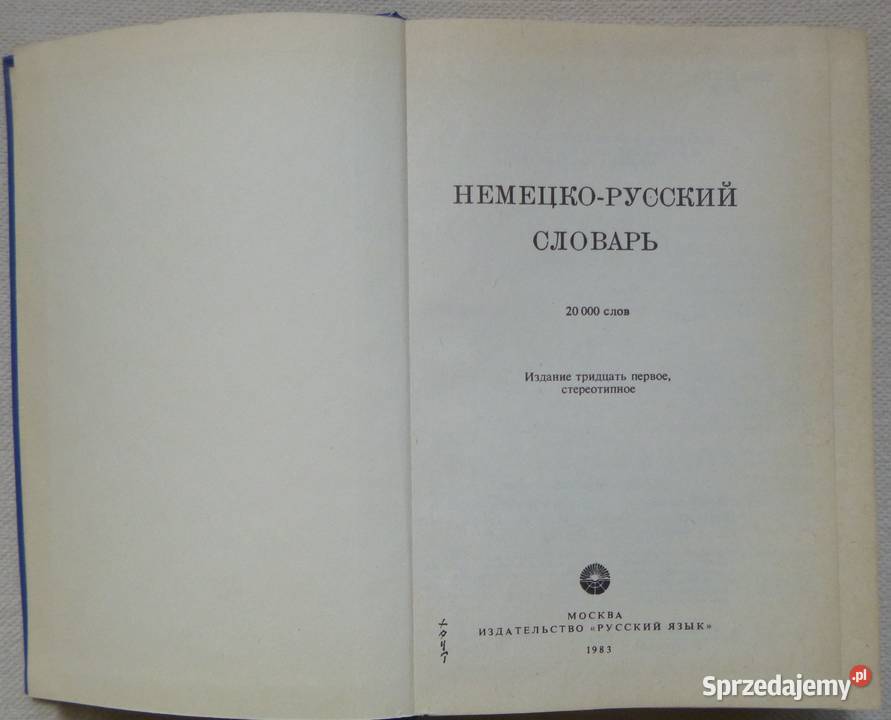 НЕМЕЦКО-РУССКИЙ
СЛОВАРЬ
20 000 слов
Издание тридцать первое,
стереотипное
МОСКВА
ИЗДАТЕЛЬСТВО «РУССКИЙ ЯЗЫК»
1983
Sprzedajemy.pl